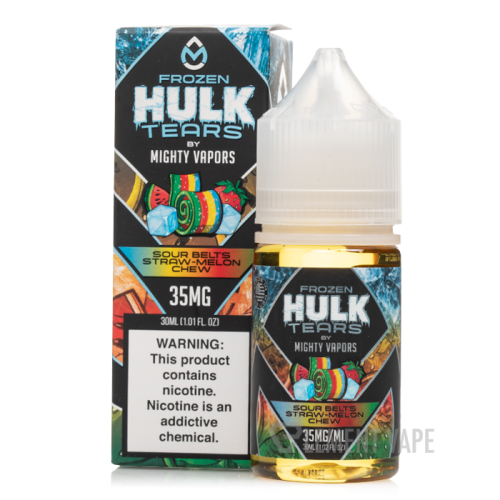 FROZEN
HULK
TEARS
BY
MIGHTY VAPORS
SOUR BELTS
STRAW-MELON
CHEW
35MG
30ML (1.01 FL. OZ)
WARNING:
This product
contains
nicotine.
Nicotine is an
addictive
chemical.
FROZEN
HULK
TEARS
BY
MIGHTY VAPORS
SOUR BELTS
STRAW-MELON
CHEW
35MG/ML
VAPE